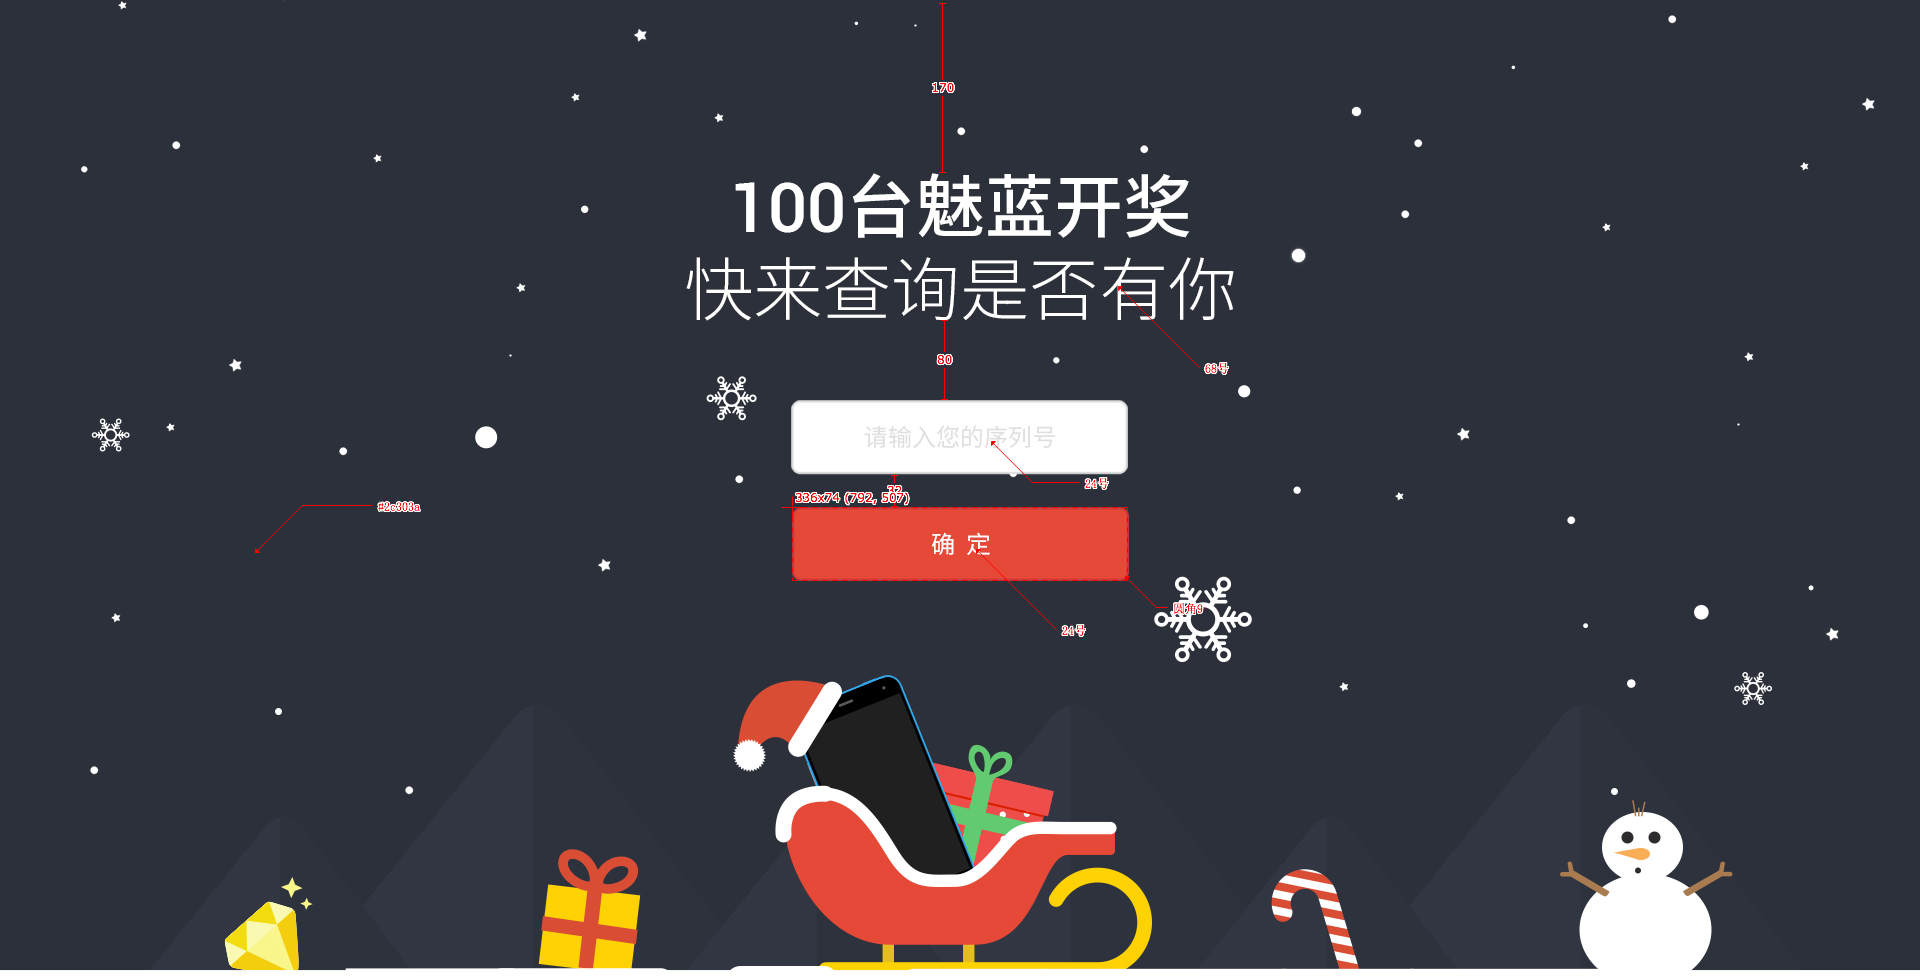 170
100台魅蓝开奖
快来查询是否有你
80
68号
请输入您的序列号
24号
336x74 (792, 507)
#2c303a
确 定
圆角9
24号